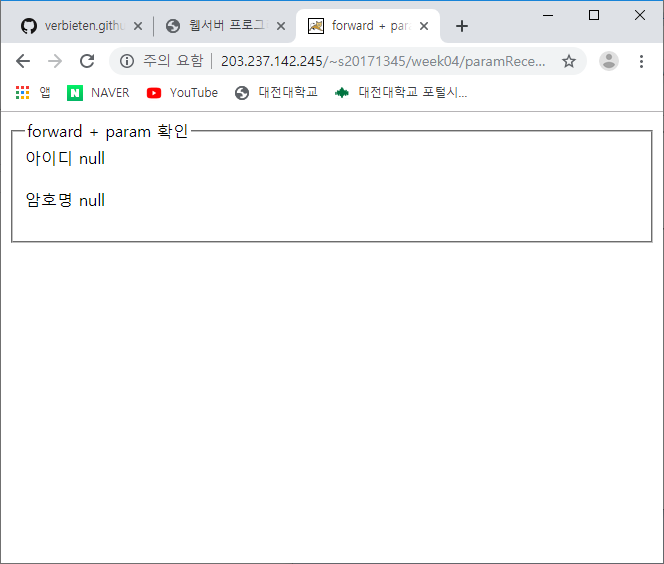 verbieten.githu
웹서버 프로그
forward + par
주의 요함 | 203.237.142.245/~s20171345/week04/paramRece...
앱 NAVER YouTube 대전대학교 대전대학교 포털시...
forward + param 확인
아이디 null
암호명 null